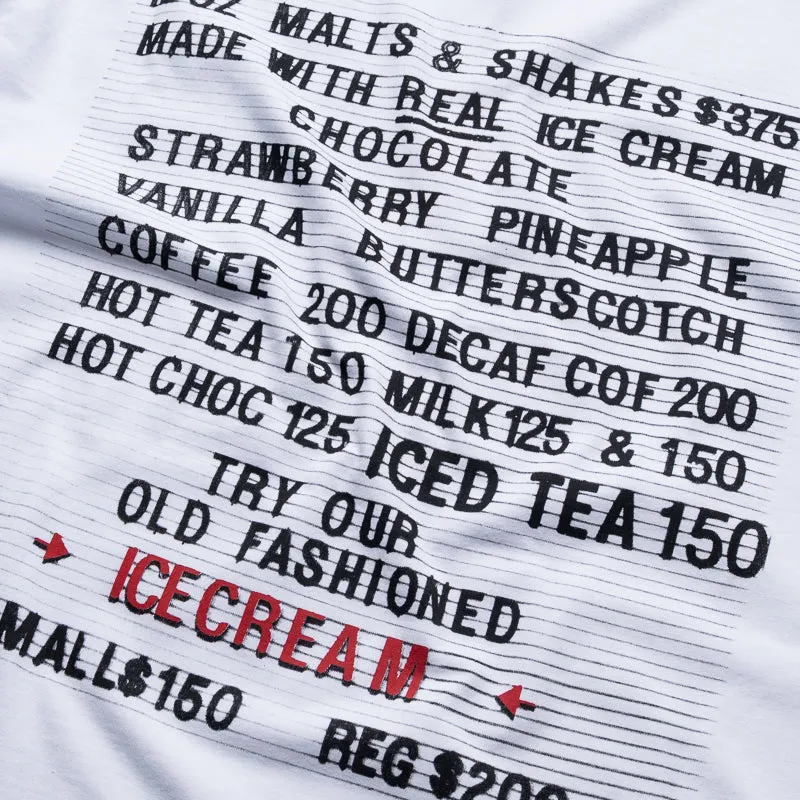 MALTS & SHAKES $375
MADE WITH REAL ICE CREAM
CHOCOLATE
STRAWBERRY PINEAPPLE
VANILLA BUTTERSCOTCH
COFFEE 200 DECAF COF 200
HOT TEA 150 MILK 125 & 150
HOT CHOC 125 ICED TEA 150
TRY OUR
OLD FASHIONED
ICE CREAM
MALL $150 REG $200